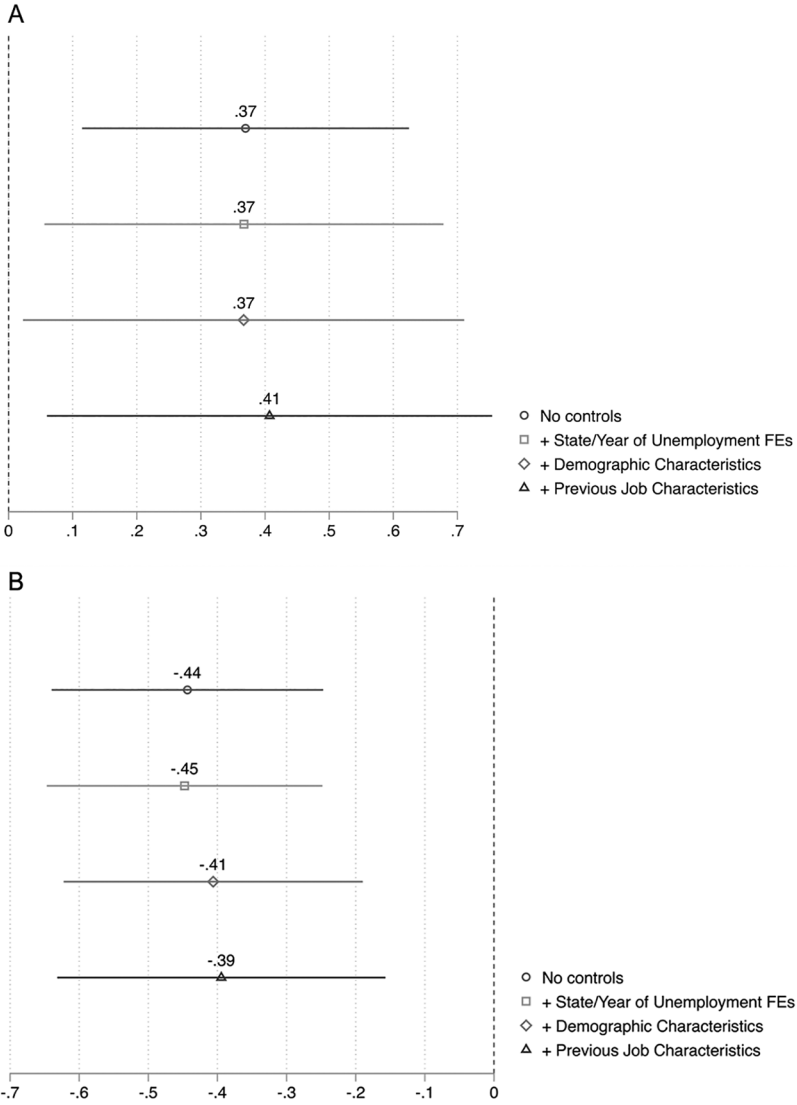 A
.37
.37
.37
.41
No controls
+ State/Year of Unemployment FEs
+ Demographic Characteristics
+ Previous Job Characteristics
0 .1 .2 .3 .4 .5 .6 .7
B
-.44
-.45
-.41
-.39
No controls
+ State/Year of Unemployment FEs
+ Demographic Characteristics
+ Previous Job Characteristics
-.7 -.6 -.5 -.4 -.3 -.2 -.1 0